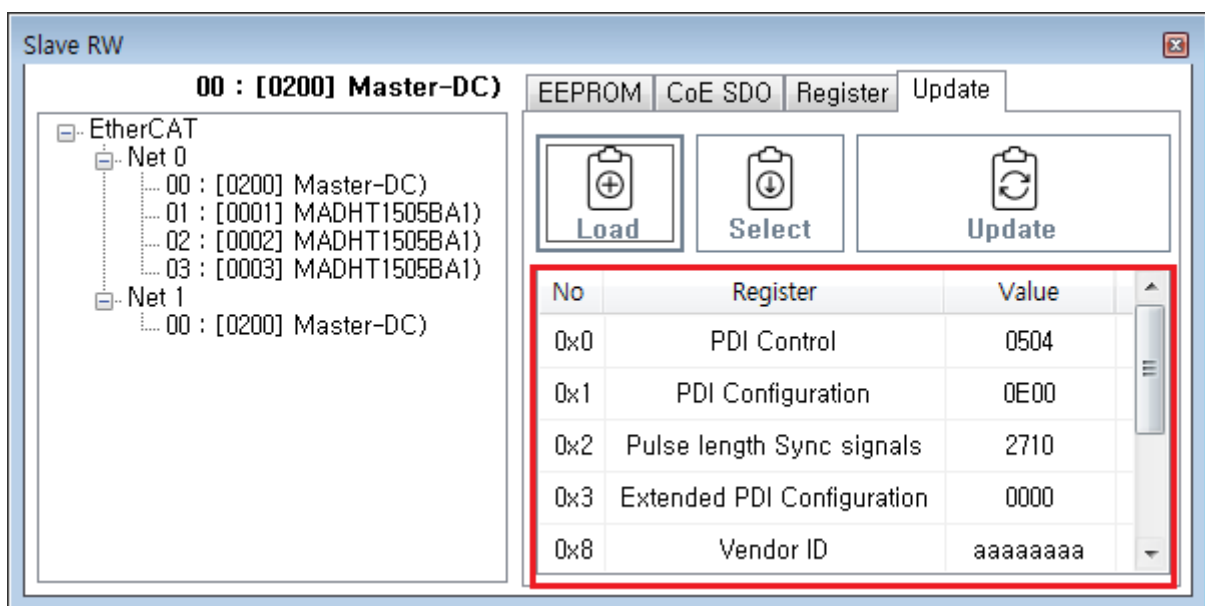 Slave RW
00 : [0200] Master-DC)
EtherCAT
Net 0
00 : [0200] Master-DC)
01 : [0001] MADHT1505BA1)
02 : [0002] MADHT1505BA1)
03 : [0003] MADHT1505BA1)
Net 1
00 : [0200] Master-DC)
EEPROM CoE SDO Register Update
Load Select Update
No Register Value
0x0 PDI Control 0504
0x1 PDI Configuration 0E00
0x2 Pulse length Sync signals 2710
0x3 Extended PDI Configuration 0000
0x8 Vendor ID aaaaaaaa